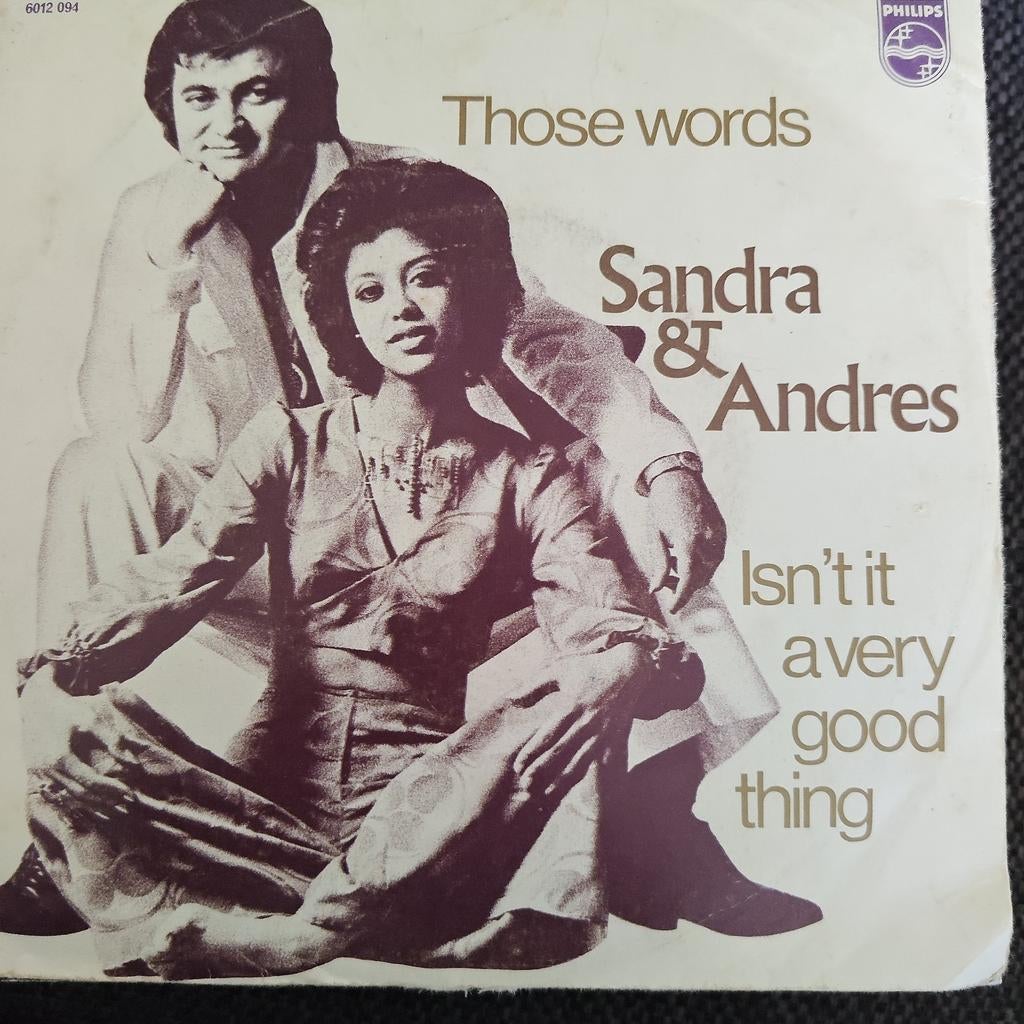 6012 094
PHILIPS
Those words
Sandra
&
Andres
Isn't it
a very
good
thing